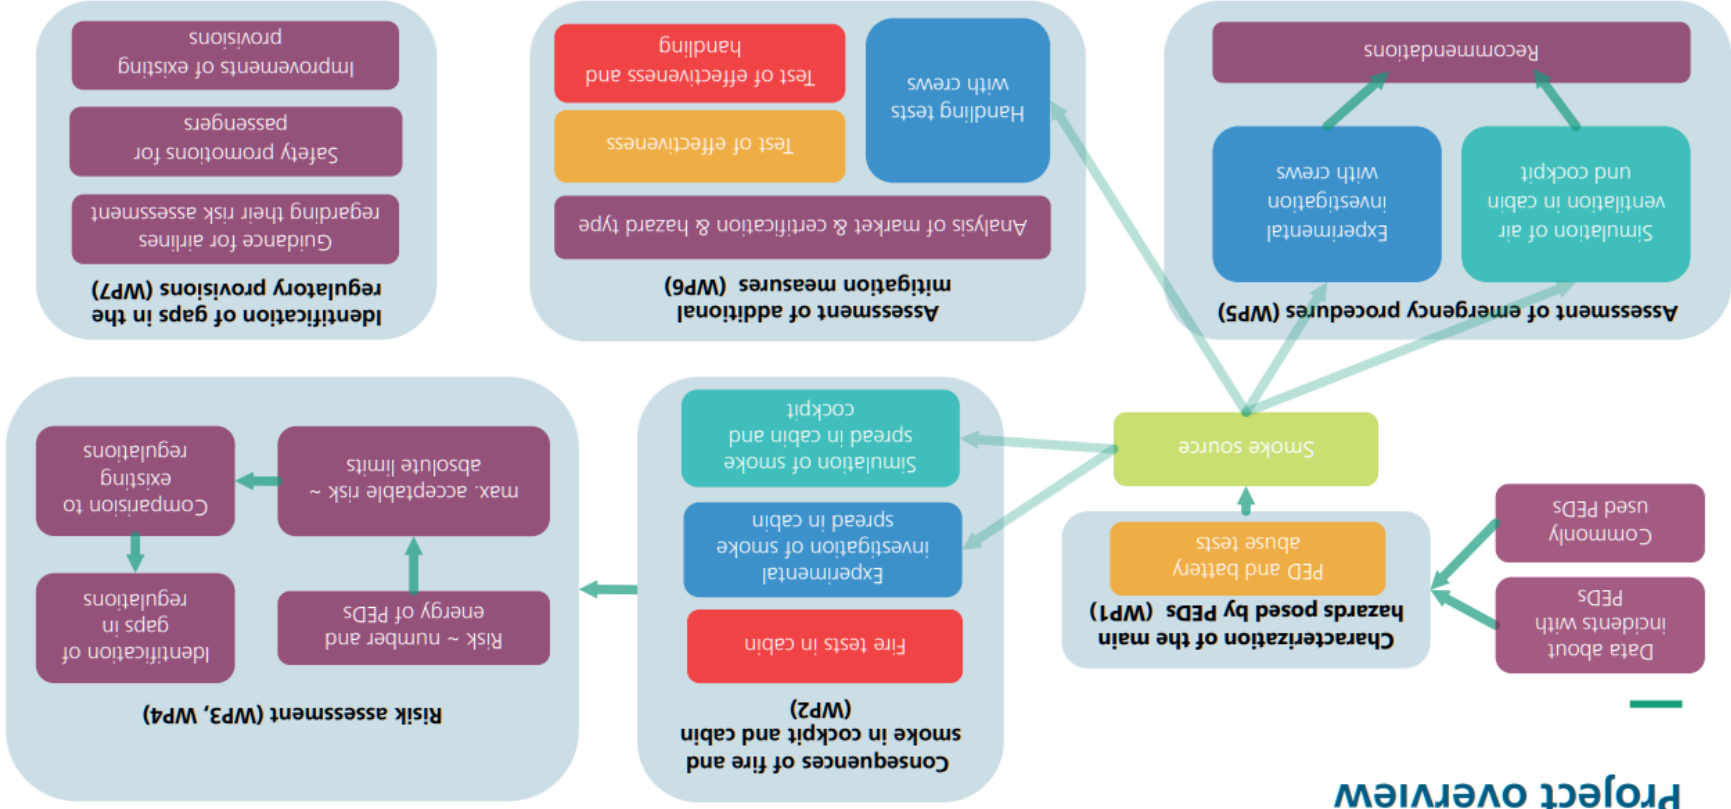 Project overview
Data about
incidents with
PEDs
Commonly
used PEDs
Characterization of the main
hazards posed by PEDs (WP1)
PED and battery
abuse tests
Smoke source
Consequences of fire and
smoke in cockpit and cabin
(WP2)
Fire tests in cabin
Experimental
investigation of smoke
spread in cabin
Simulation of smoke
spread in cabin and
cockpit
Risik assessment (WP3, WP4)
Risk ~ number and
energy of PEDs
max. acceptable risk ~
absolute limits
Identification of
gaps in
regulations
Comparision to
existing
regulations
Assessment of emergency procedures (WP5)
Simulation of air
ventilation in cabin
und cockpit
Experimental
investigation
with crews
Recommendations
Assessment of additional
mitigation measures (WP6)
Analysis of market & certification & hazard type
Handling tests
with crews
Test of effectiveness
Test of effectiveness and
handling
Identification of gaps in the
regulatory provisions (WP7)
Guidance for airlines
regarding their risk assessment
Safety promotions for
passengers
Improvements of existing
provisions